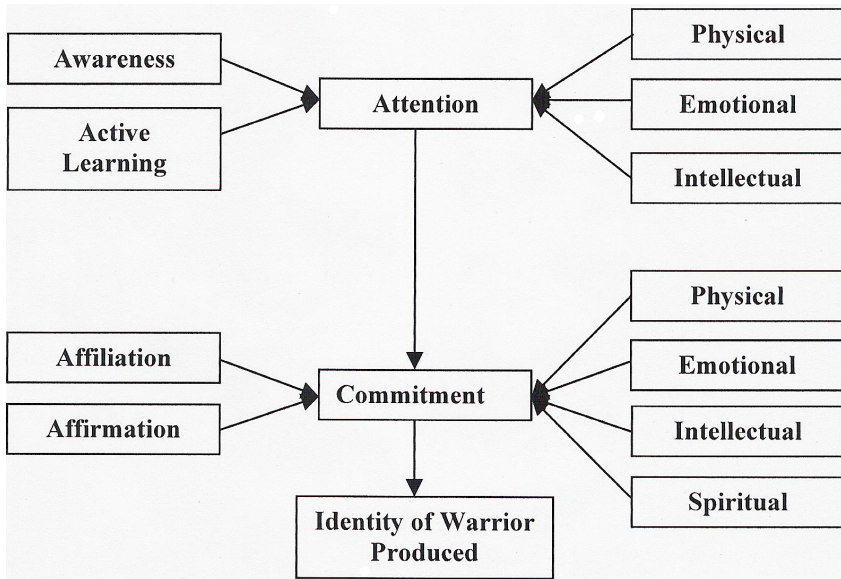 Awareness
Active
Learning
Attention
Physical
Emotional
Intellectual
Affiliation
Affirmation
Commitment
Physical
Emotional
Intellectual
Spiritual
Identity of Warrior
Produced